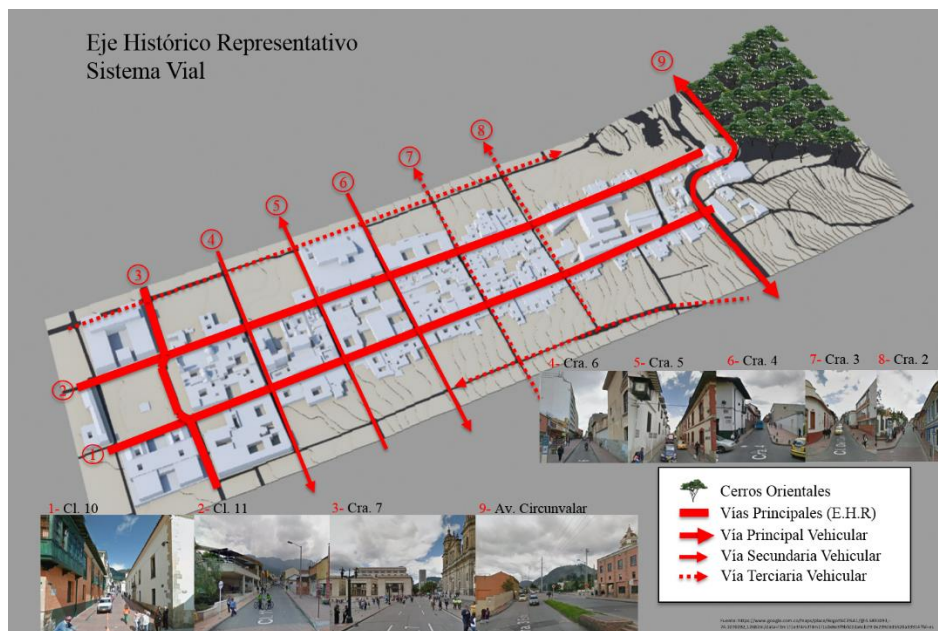 Eje Histórico Representativo
Sistema Vial
9
8
7
6
5
4
3
2
1
4- Cra. 6
5- Cra. 5
6- Cra. 4
7- Cra. 3
8- Cra. 2
1- Cl. 10
2- Cl. 11
3- Cra. 7
9- Av. Circunvalar
Cerros Orientales
Vías Principales (E.H.R)
Vía Principal Vehicular
Vía Secundaria Vehicular
Vía Terciaria Vehicular